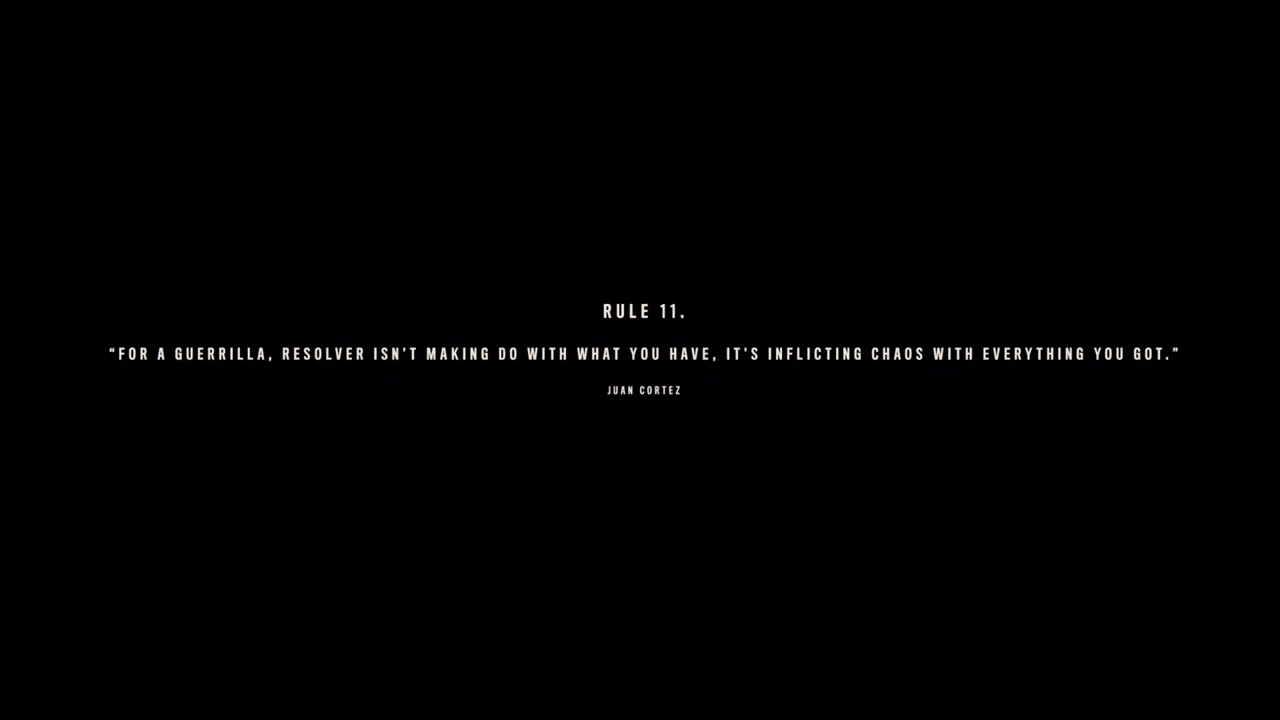 RULE 11.
“FOR A GUERRILLA, RESOLVER ISN’T MAKING DO WITH WHAT YOU HAVE, IT’S INFLICTING CHAOS WITH EVERYTHING YOU GOT.”
JUAN CORTEZ